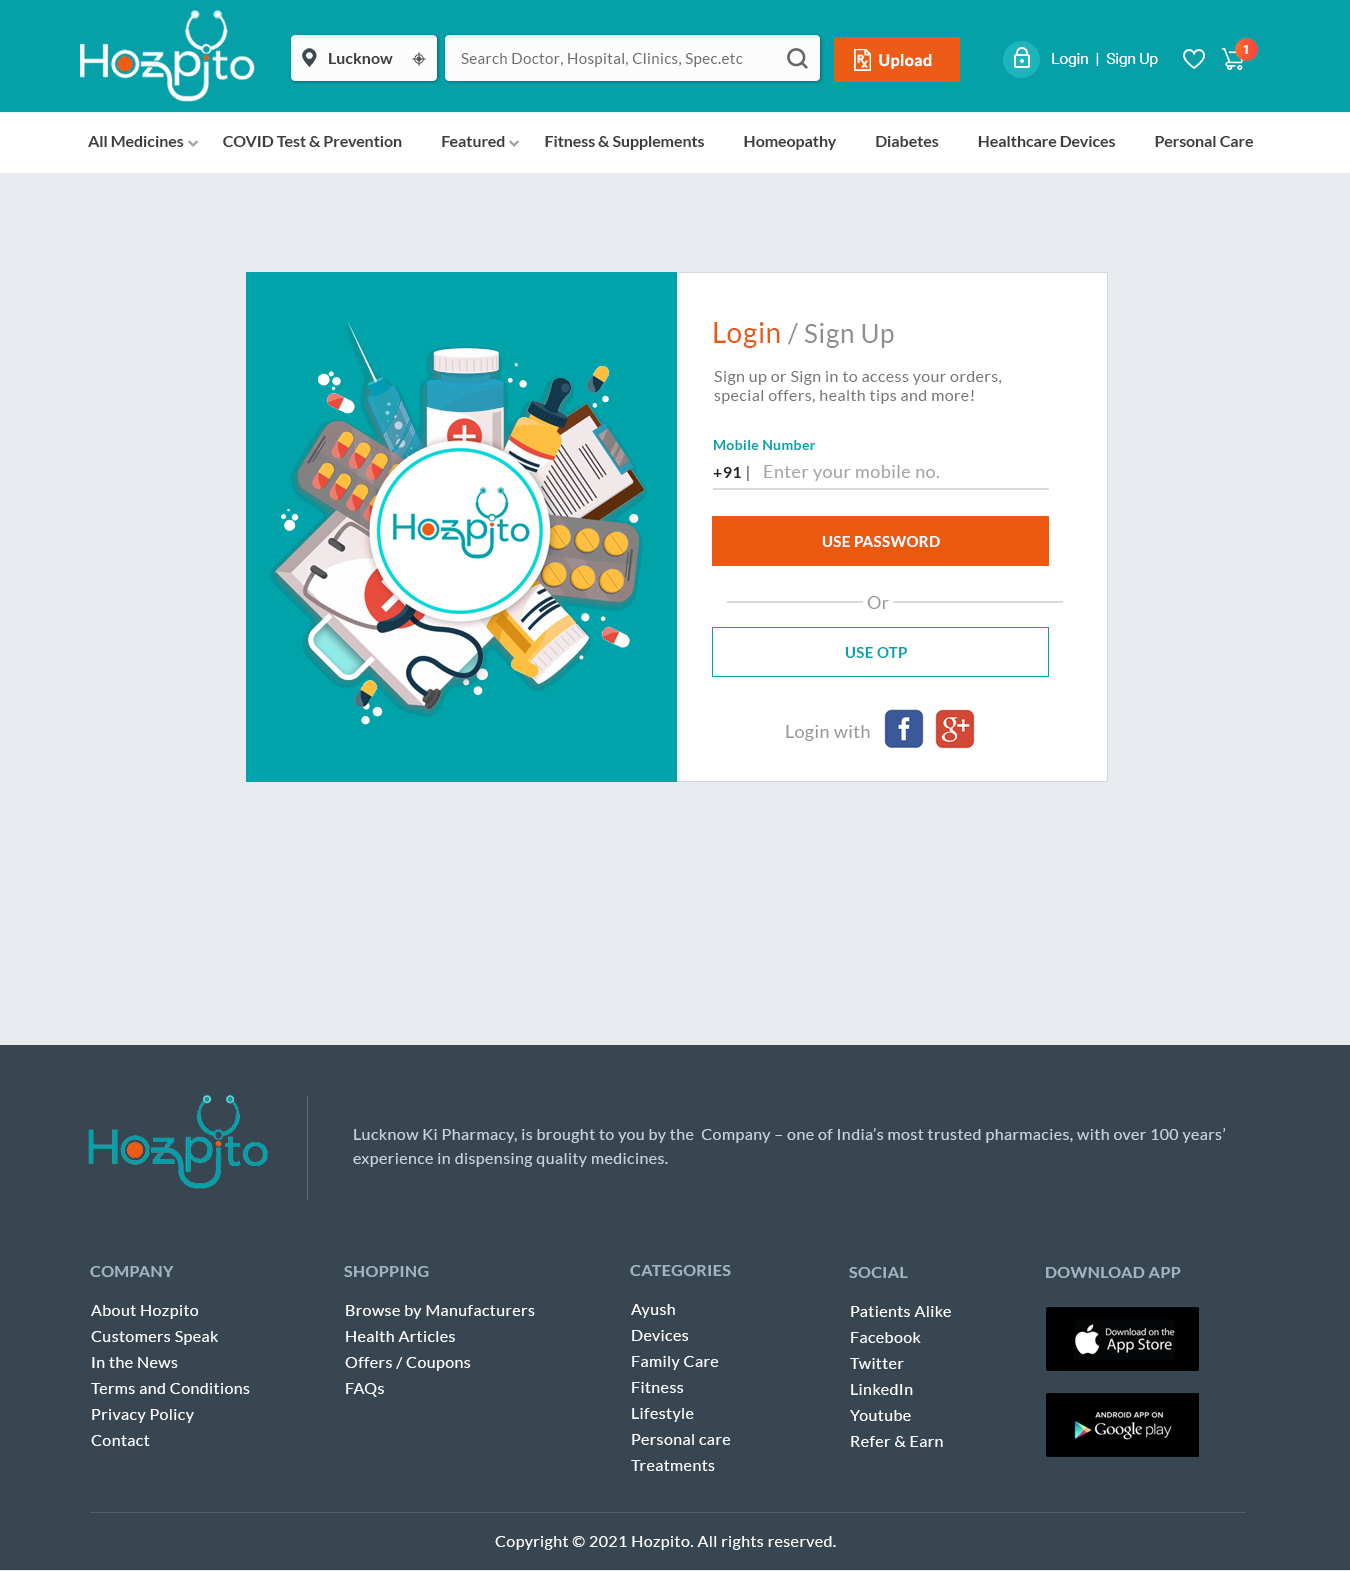 Hozpito
Lucknow
Search Doctor, Hospital, Clinics, Spec.etc
Rx Upload
Login | Sign Up
1
All Medicines
COVID Test & Prevention
Featured
Fitness & Supplements
Homeopathy
Diabetes
Healthcare Devices
Personal Care
Hozpito
Login / Sign Up
Sign up or Sign in to access your orders,
special offers, health tips and more!
Mobile Number
+91 | Enter your mobile no.
USE PASSWORD
Or
USE OTP
Login with f g+
Hozpito
Lucknow Ki Pharmacy, is brought to you by the  Company – one of India’s most trusted pharmacies, with over 100 years’
experience in dispensing quality medicines.
COMPANY
About Hozpito
Customers Speak
In the News
Terms and Conditions
Privacy Policy
Contact
SHOPPING
Browse by Manufacturers
Health Articles
Offers / Coupons
FAQs
CATEGORIES
Ayush
Devices
Family Care
Fitness
Lifestyle
Personal care
Treatments
SOCIAL
Patients Alike
Facebook
Twitter
LinkedIn
Youtube
Refer & Earn
DOWNLOAD APP
Download on the
App Store
ANDROID APP ON
Google play
Copyright © 2021 Hozpito. All rights reserved.